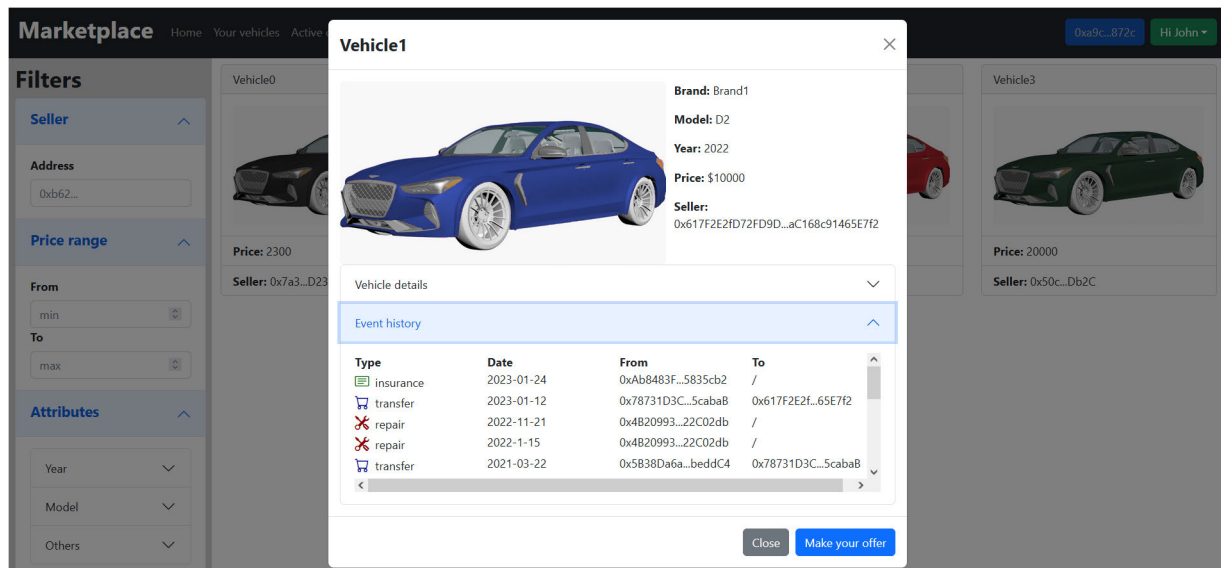 Marketplace Home Your vehicles Active
0xa9c...872c Hi John
Filters
Seller
Address
0xb62...
Price range
From
min
To
max
Attributes
Year
Model
Others
Vehicle0
Price: 2300
Seller: 0x7a3...D23
Vehicle1
Brand: Brand1
Model: D2
Year: 2022
Price: $10000
Seller:
0x617F2E2fD72FD9D...aC168c91465E7f2
Vehicle details
Event history
Type Date From To
insurance 2023-01-24 0xAb8483F...5835cb2 /
transfer 2023-01-12 0x78731D3C...5cabaB 0x617F2E2f...65E7f2
repair 2022-11-21 0x4B20993...22C02db /
repair 2022-1-15 0x4B20993...22C02db /
transfer 2021-03-22 0x5B38Da6a...beddC4 0x78731D3C...5cabaB
Close Make your offer
Vehicle3
Price: 20000
Seller: 0x50c...Db2C